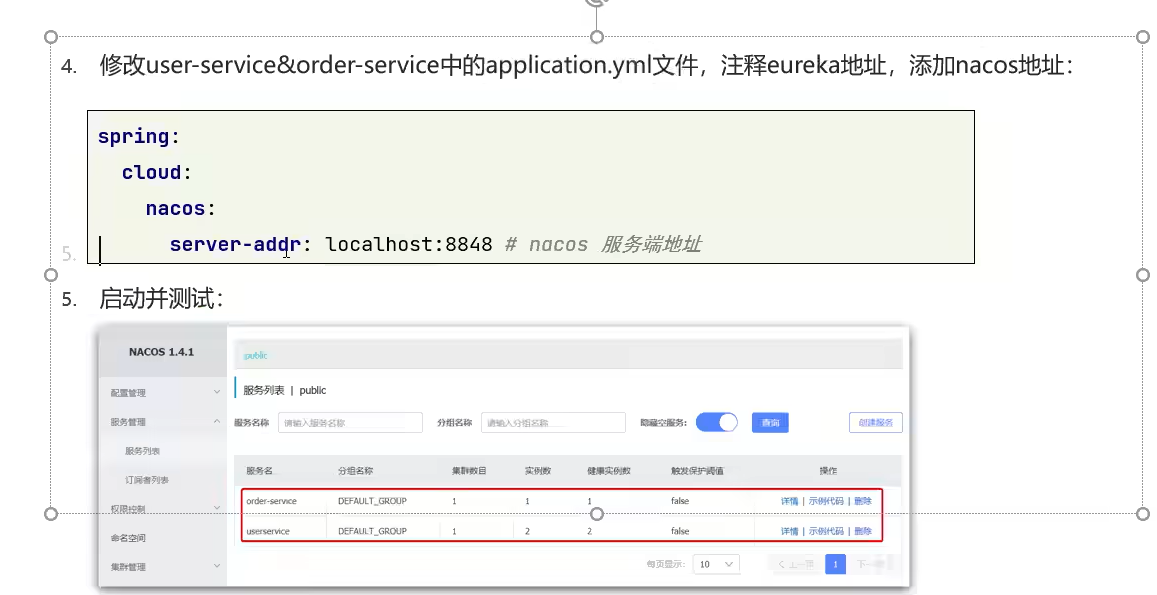 4. 修改user-service&order-service中的application.yml文件，注释eureka地址，添加nacos地址：
spring:
cloud:
nacos:
server-addr: localhost:8848 # nacos 服务端地址
5.
5. 启动并测试：
NACOS 1.4.1
public
配置管理
服务列表 | public
服务管理
服务名称 请输入服务名称 分组名称 请输入分组名称 隐藏空服务: 查询 创建服务
服务列表
服务名 分组名称 集群数目 实例数 健康实例数 触发保护阈值 操作
订阅者列表
order-service DEFAULT_GROUP 1 1 1 false 详情 | 示例代码 | 删除
权限控制
userservice DEFAULT_GROUP 1 2 2 false 详情 | 示例代码 | 删除
命名空间
每页显示: 10 上一页 1 下一
集群管理